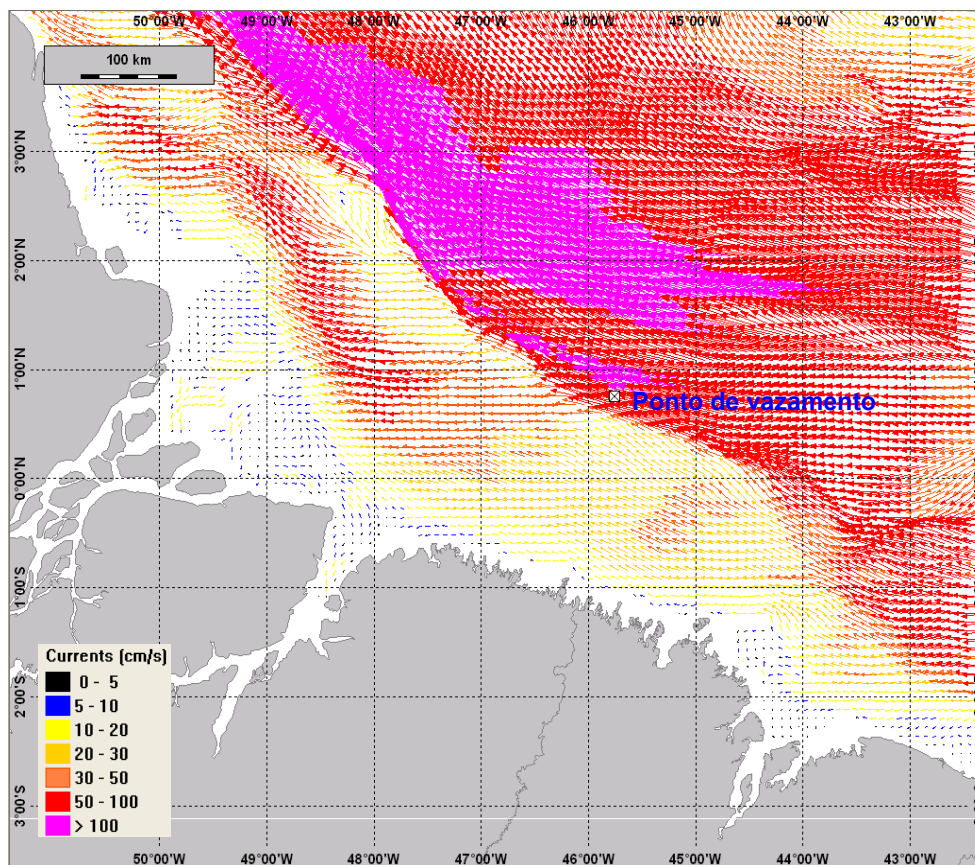 50°00'W 49°00'W 48°00'W 47°00'W 46°00'W 45°00'W 44°00'W 43°00'W
100 km
3°00'N
2°00'N
1°00'N
Ponto de vazamento
0°00'N
1°00'S
2°00'S
3°00'S
Currents (cm/s)
0 - 5
5 - 10
10 - 20
20 - 30
30 - 50
50 - 100
> 100
50°00'W 49°00'W 48°00'W 47°00'W 46°00'W 45°00'W 44°00'W 43°00'W